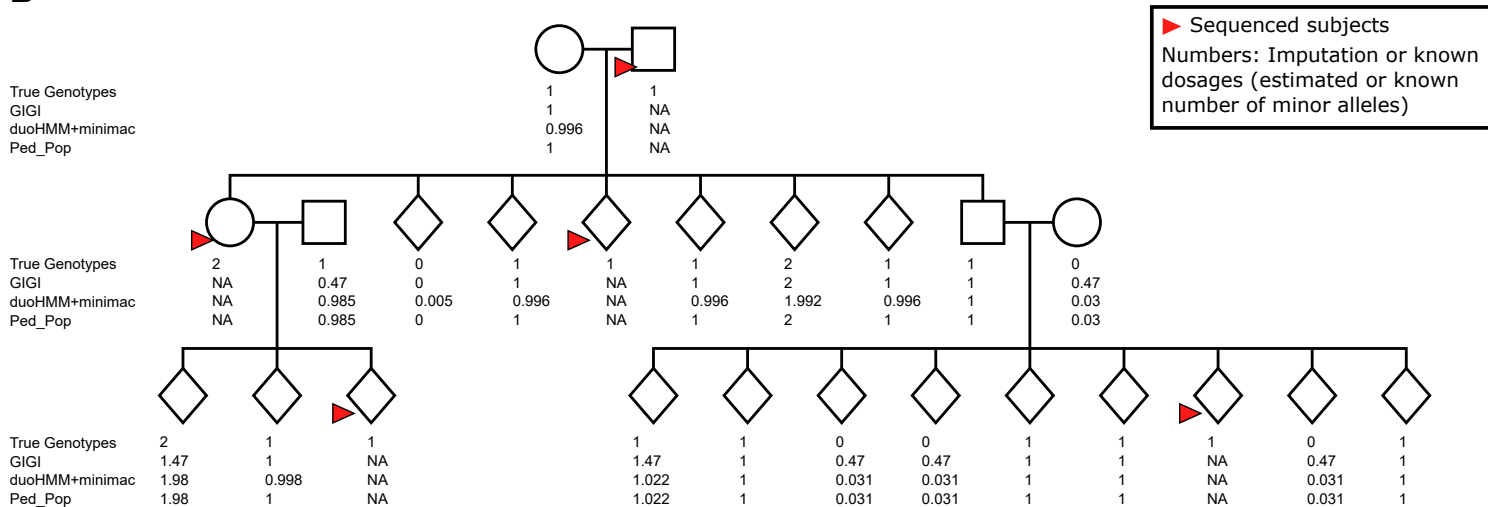 Sequenced subjects
Numbers: Imputation or known
dosages (estimated or known
number of minor alleles)
True Genotypes 1 1
GIGI 1 NA
duoHMM+minimac 0.996 NA
Ped_Pop 1 NA
True Genotypes 2 1 0 1 1 1 2 1 1 0
GIGI NA 0.47 0 1 NA 1 2 1 1 0.47
duoHMM+minimac NA 0.985 0.005 0.996 NA 0.996 1.992 0.996 1 0.03
Ped_Pop NA 0.985 0 1 NA 1 2 1 1 0.03
True Genotypes 2 1 1 1 1 0 0 1 1 1 0 1
GIGI 1.47 1 NA 1.47 1 0.47 0.47 1 1 NA 0.47 1
duoHMM+minimac 1.98 0.998 NA 1.022 1 0.031 0.031 1 1 NA 0.031 1
Ped_Pop 1.98 1 NA 1.022 1 0.031 0.031 1 1 NA 0.031 1